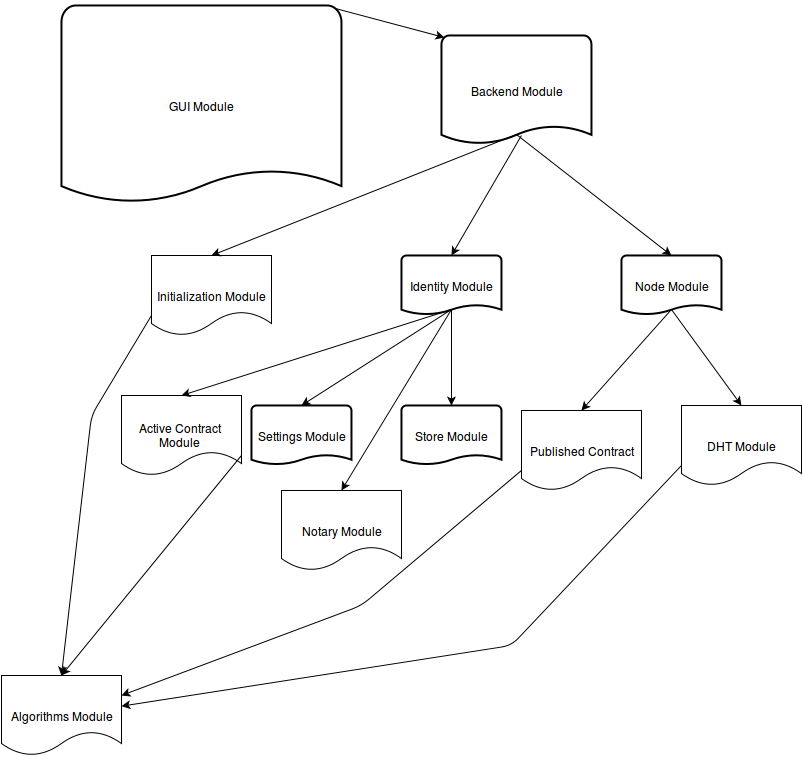 GUI Module
Backend Module
Initialization Module
Identity Module
Node Module
Active Contract
Module
Settings Module
Store Module
Published Contract
DHT Module
Notary Module
Algorithms Module